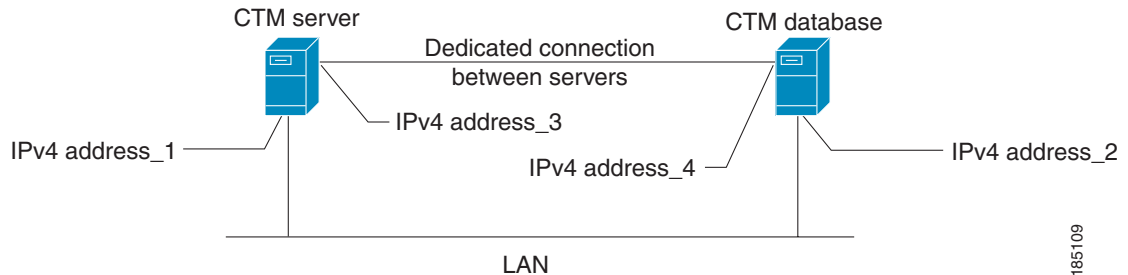 CTM server
CTM database
Dedicated connection
between servers
IPv4 address_3
IPv4 address_1
IPv4 address_4
IPv4 address_2
LAN
185109